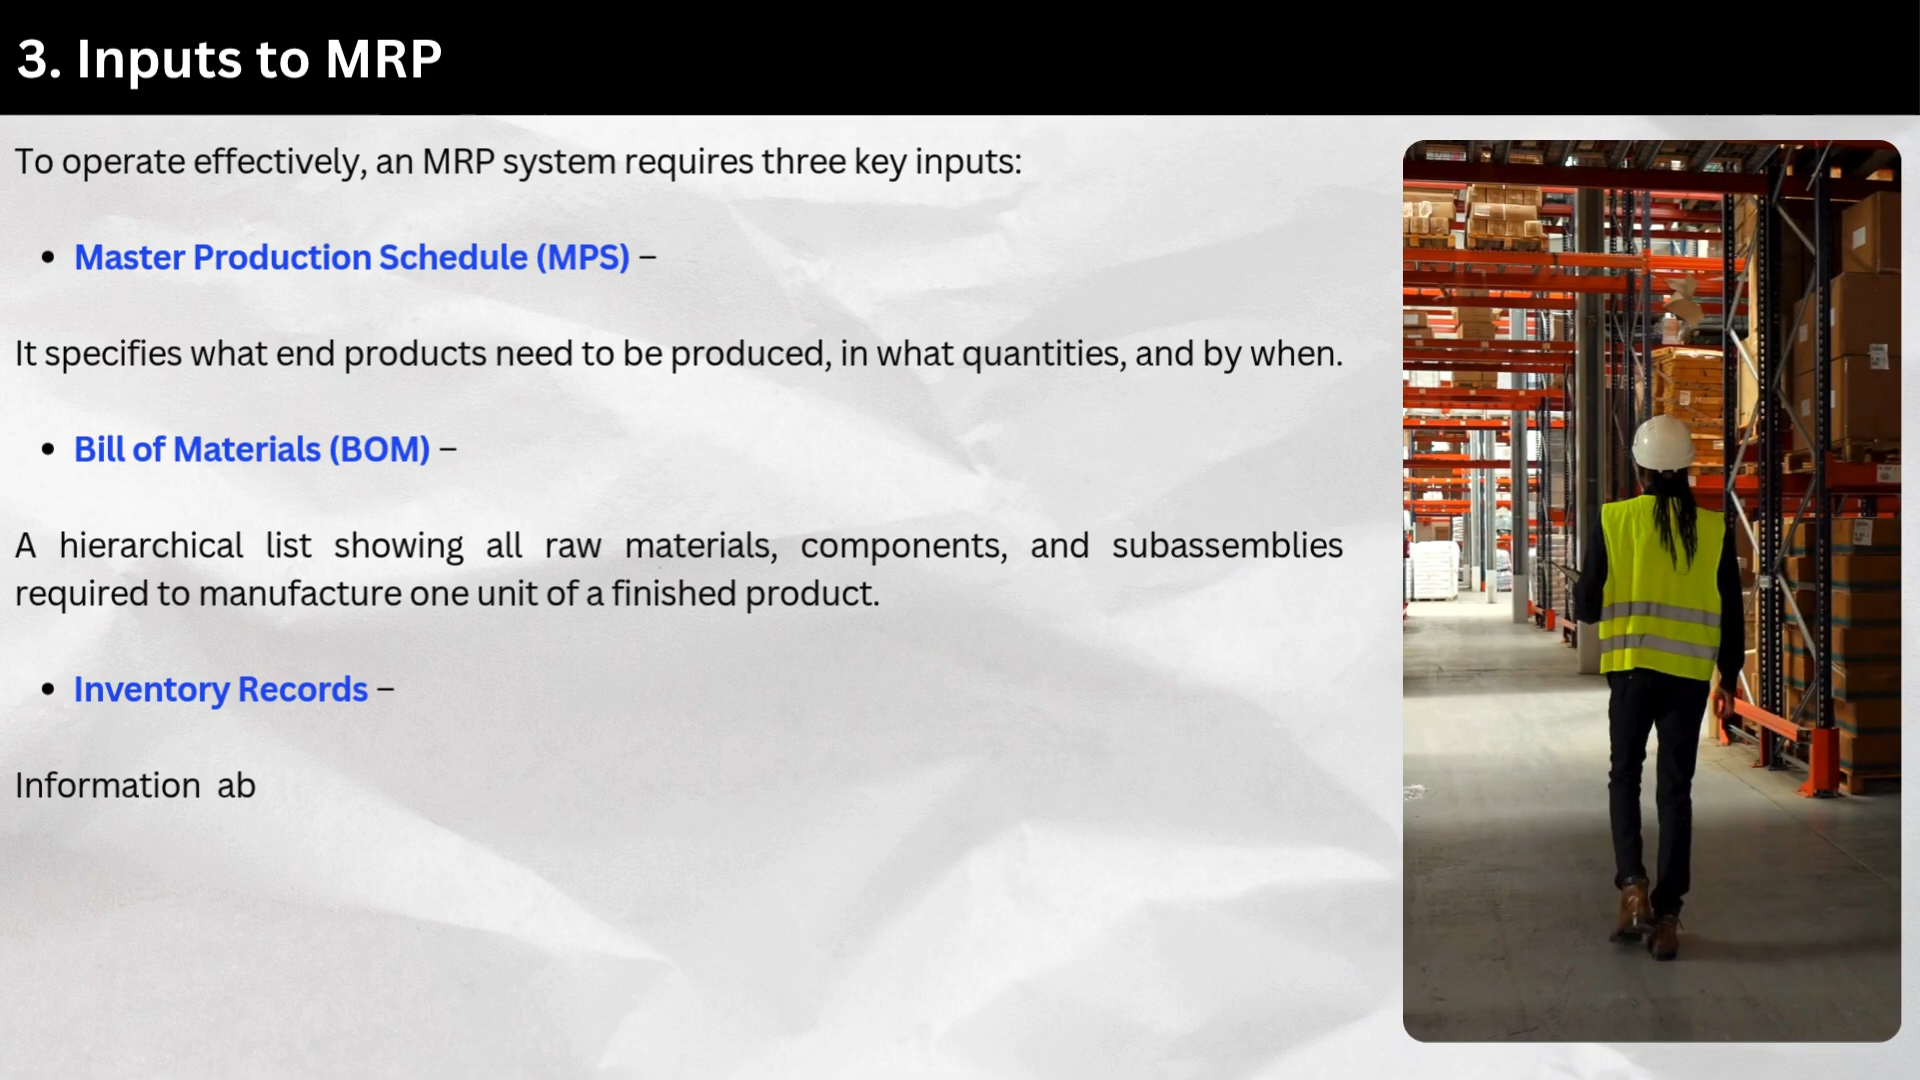 3. Inputs to MRP
To operate effectively, an MRP system requires three key inputs:
• Master Production Schedule (MPS) –
It specifies what end products need to be produced, in what quantities, and by when.
• Bill of Materials (BOM) –
A hierarchical list showing all raw materials, components, and subassemblies
required to manufacture one unit of a finished product.
• Inventory Records –
Information ab